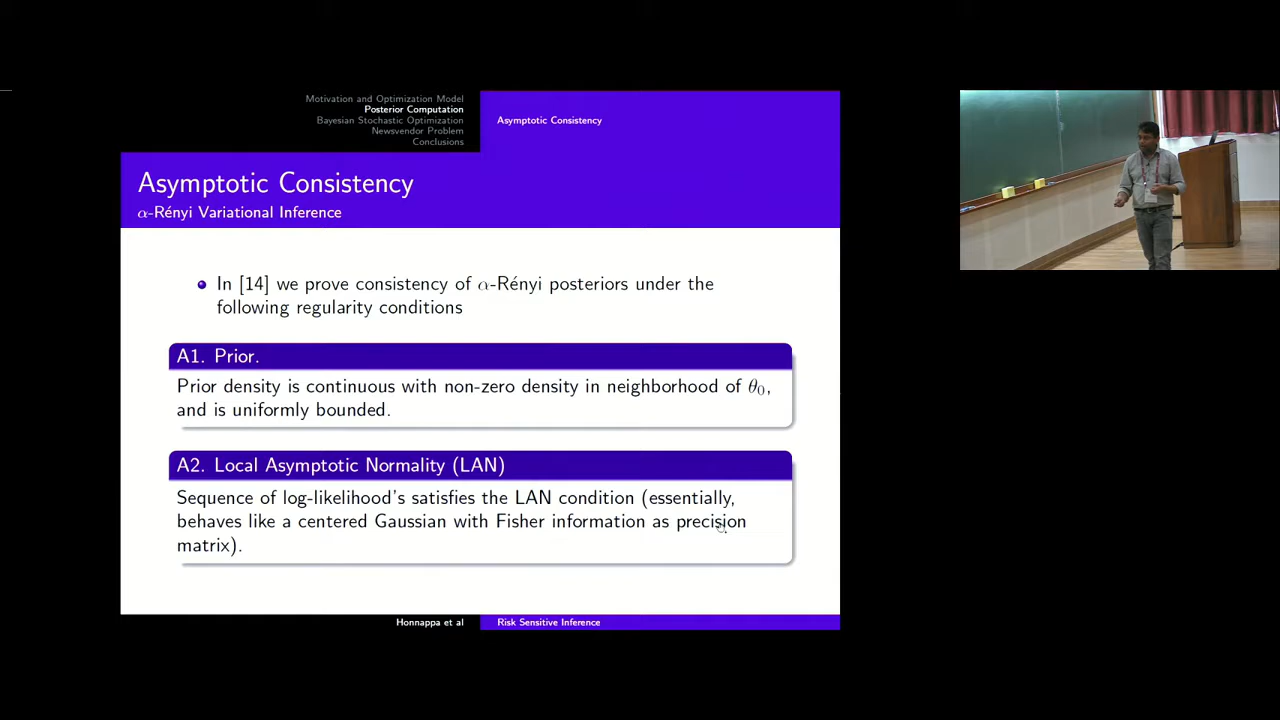 Motivation and Optimization Model
Posterior Computation
Bayesian Stochastic Optimization
Newsvendor Problem
Conclusions
Asymptotic Consistency
Asymptotic Consistency
α-Rényi Variational Inference
In [14] we prove consistency of α-Rényi posteriors under the
following regularity conditions
A1. Prior.
Prior density is continuous with non-zero density in neighborhood of θ₀,
and is uniformly bounded.
A2. Local Asymptotic Normality (LAN)
Sequence of log-likelihood's satisfies the LAN condition (essentially,
behaves like a centered Gaussian with Fisher information as precision
matrix).
Honnappa et al
Risk Sensitive Inference